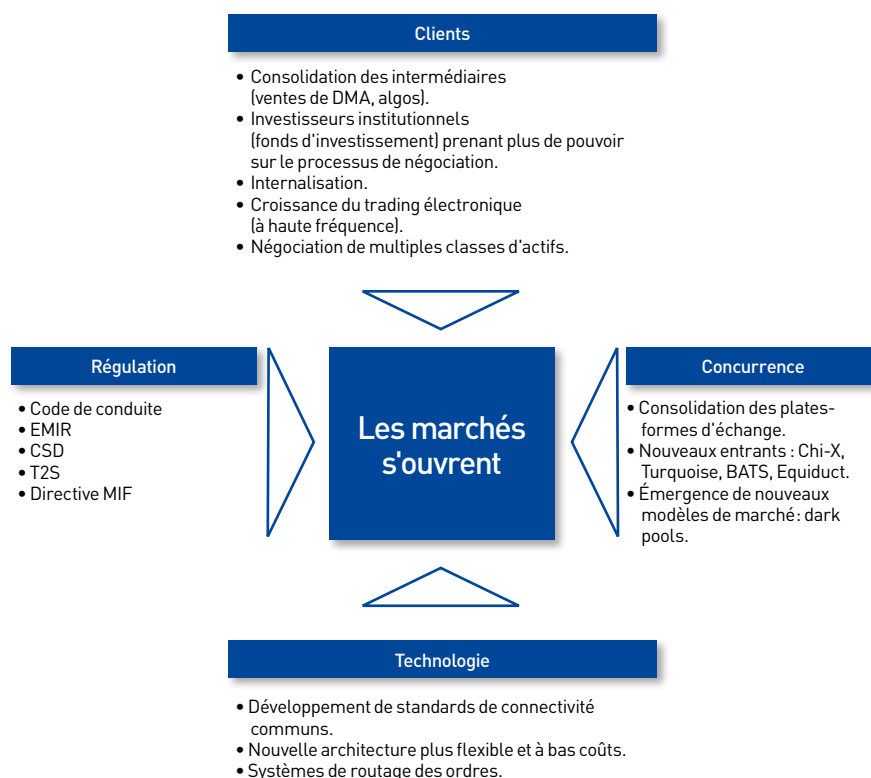 Clients
• Consolidation des intermédiaires
(ventes de DMA, algos).
• Investisseurs institutionnels
(fonds d'investissement) prenant plus de pouvoir
sur le processus de négociation.
• Internalisation.
• Croissance du trading électronique
(à haute fréquence).
• Négociation de multiples classes d'actifs.
Régulation
• Code de conduite
• EMIR
• CSD
• T2S
• Directive MIF
Les marchés
s'ouvrent
Concurrence
• Consolidation des plates-
formes d'échange.
• Nouveaux entrants : Chi-X,
Turquoise, BATS, Equiduct.
• Émergence de nouveaux
modèles de marché : dark
pools.
Technologie
• Développement de standards de connectivité
communs.
• Nouvelle architecture plus flexible et à bas coûts.
• Systèmes de routage des ordres.